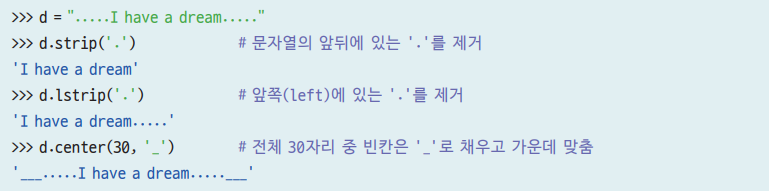 >>> d = ".....I have a dream....."
>>> d.strip('.') # 문자열의 앞뒤에 있는 '.'를 제거
'I have a dream'
>>> d.lstrip('.') # 앞쪽(left)에 있는 '.'를 제거
'I have a dream.....'
>>> d.center(30, '_') # 전체 30자리 중 빈칸은 '_'로 채우고 가운데 맞춤
'___.....I have a dream.....___'